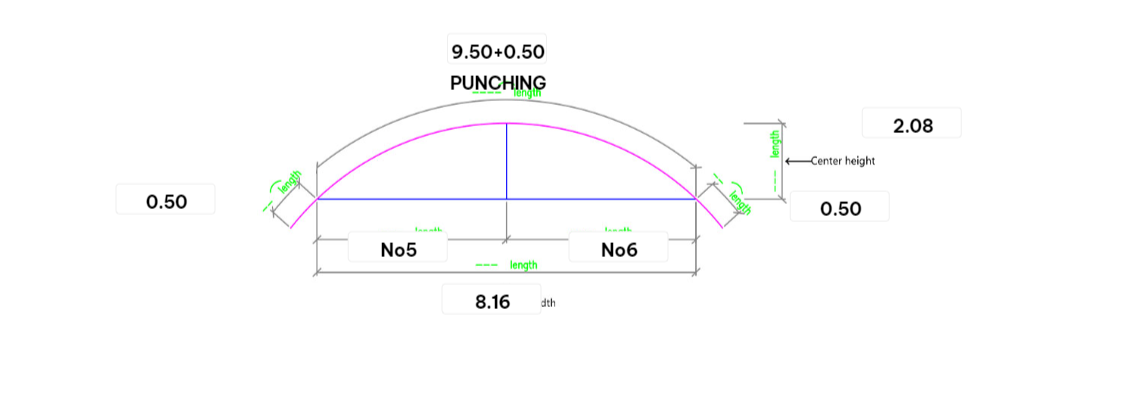 9.50+0.50
PUNCHING
length
2.08
length
Center height
length
length
0.50
0.50
No5
No6
--- length
8.16
dth